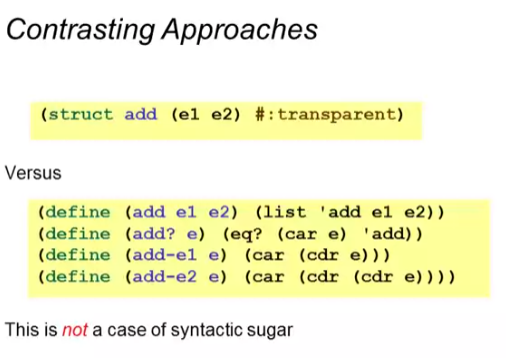 Contrasting Approaches
(struct add (e1 e2) #:transparent)
Versus
(define (add e1 e2) (list 'add e1 e2))
(define (add? e) (eq? (car e) 'add))
(define (add-e1 e) (car (cdr e)))
(define (add-e2 e) (car (cdr (cdr e))))
This is not a case of syntactic sugar